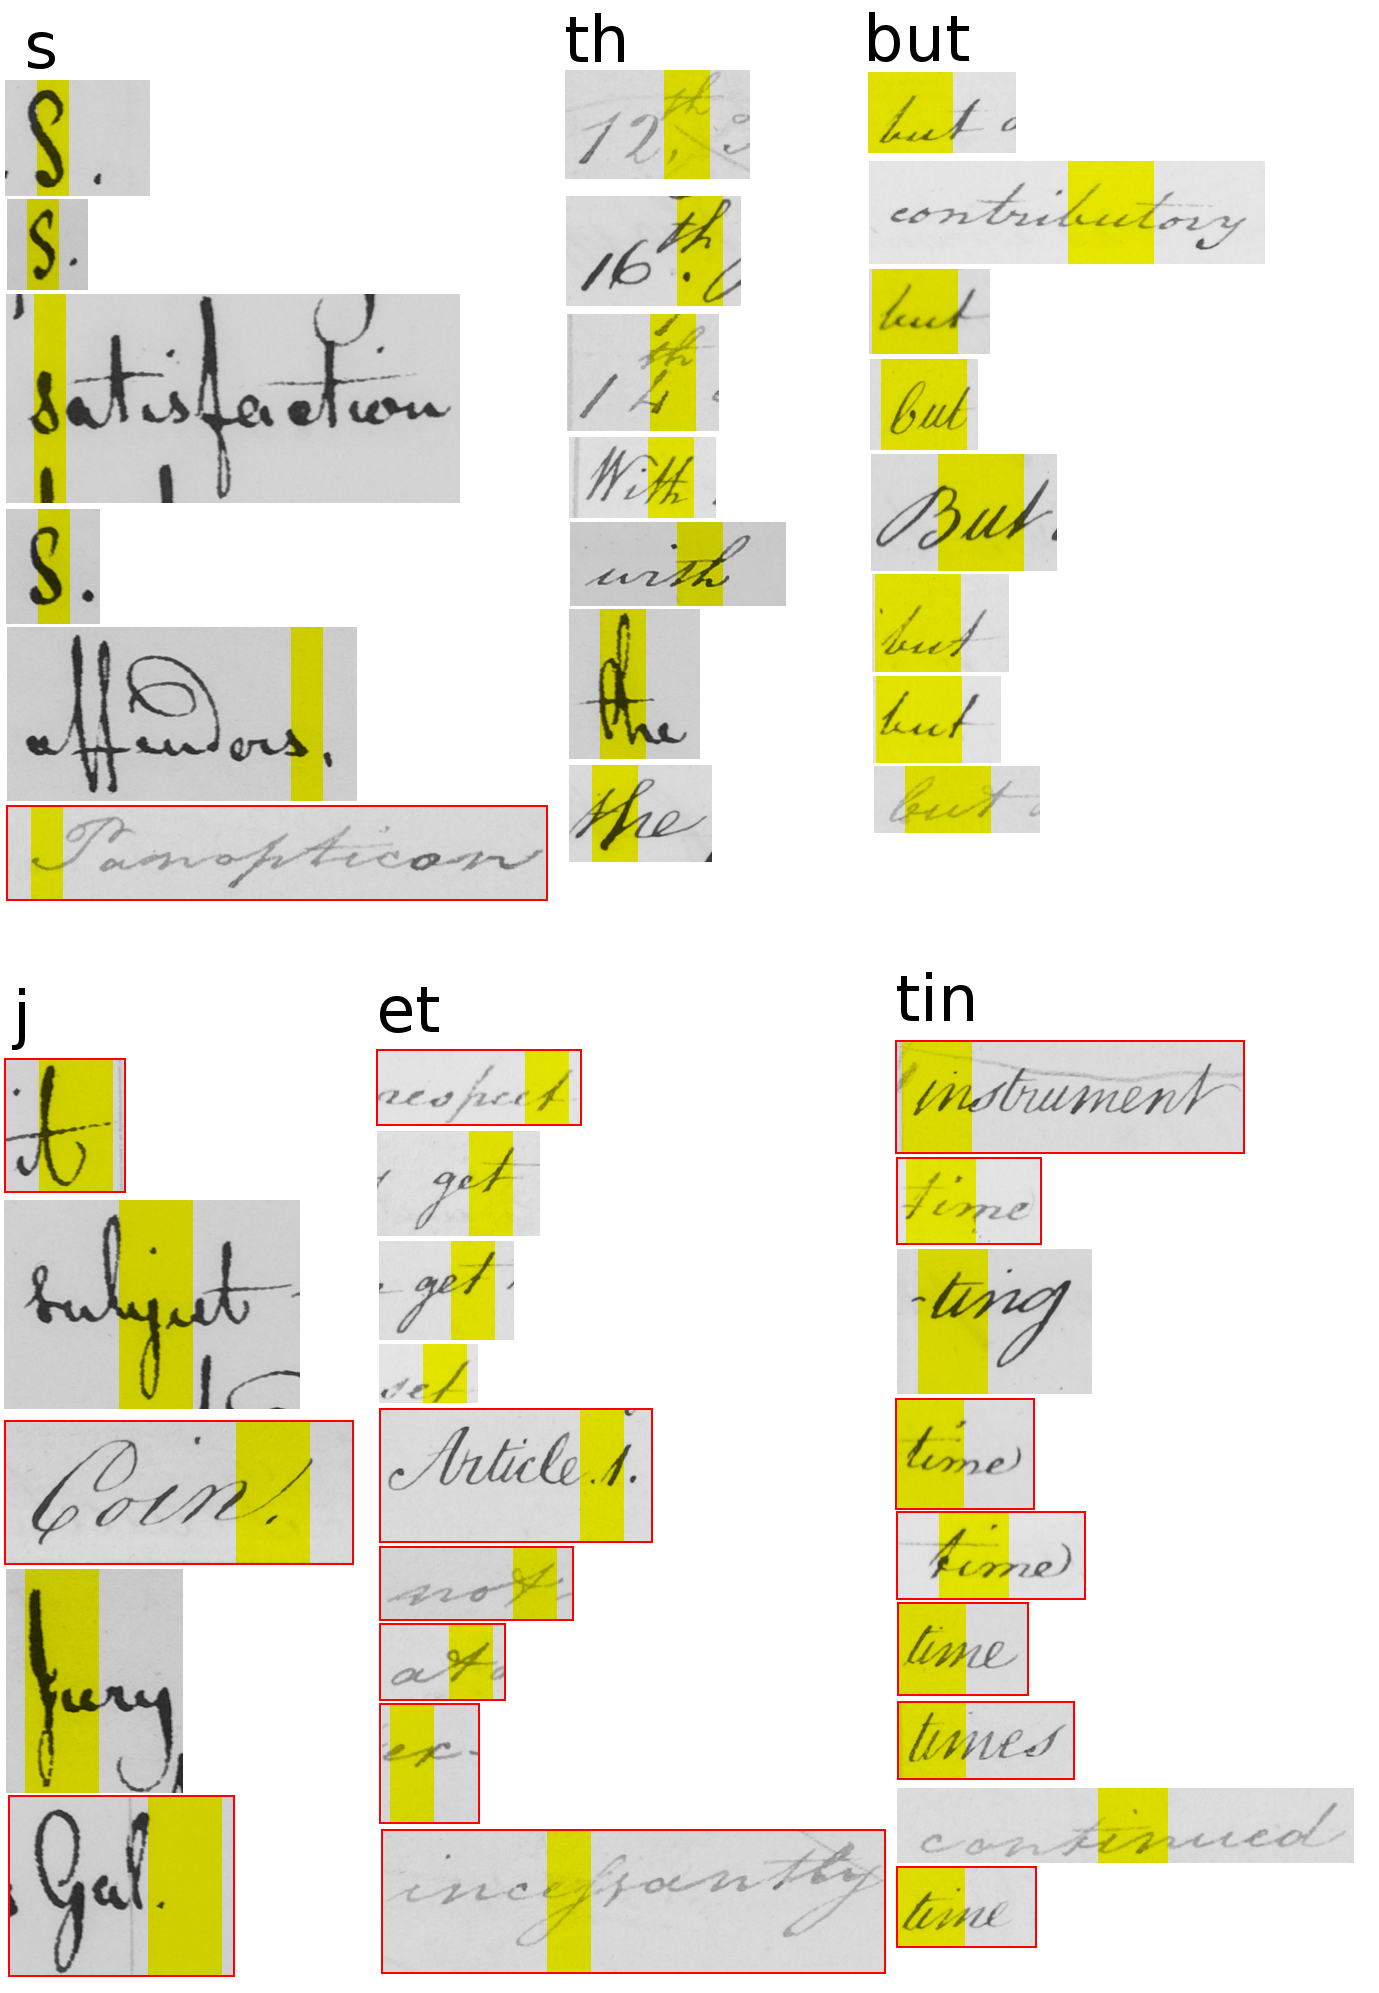 s
S.
S.
satisfaction
S.
offenders.
Panopticon
th
12th
16th
14th
With
with
the
the
but
but
contributory
but
but
But
but
but
but
j
it
subject
Coin.
Jury
Gal.
et
respect
get
get
set
Article 1.
not
at
ex-
incessantly
tin
instrument
time
-ting
time
time
time
times
continued
time